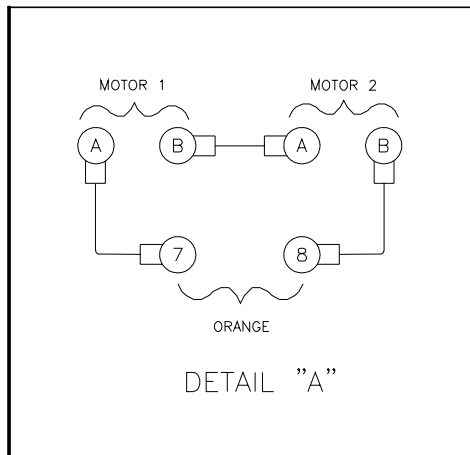 MOTOR 1 MOTOR 2
A B A B
7 8
ORANGE
DETAIL "A"